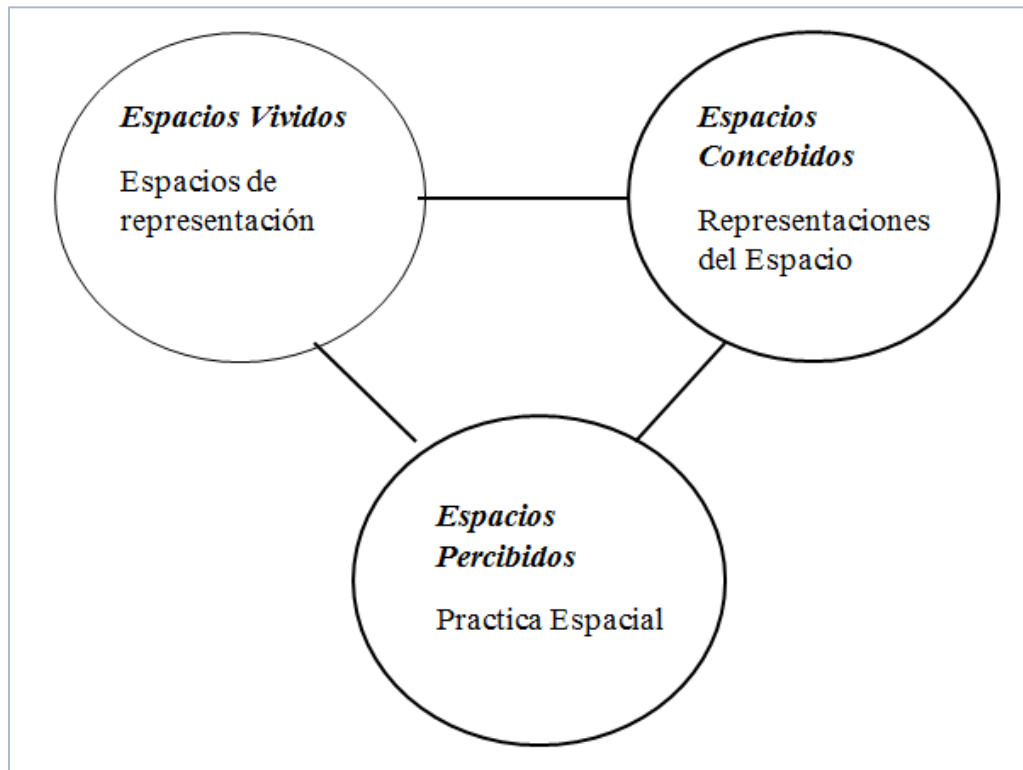 Espacios Vividos
Espacios de
representación
Espacios
Concebidos
Representaciones
del Espacio
Espacios
Percibidos
Practica Espacial